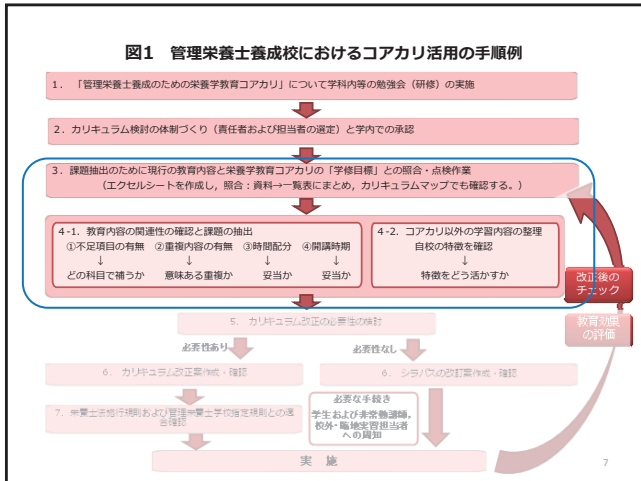 図1 管理栄養士養成校におけるコアカリ活用の手順例
1. 「管理栄養士養成のための栄養学教育コアカリ」について学科内等の勉強会（研修）の実施
2. カリキュラム検討の体制づくり（責任者および担当者の選定）と学内での承認
3. 課題抽出のために現行の教育内容と栄養学教育コアカリの「学修目標」との照合・点検作業
（エクセルシートを作成し，照合：資料→一覧表にまとめ，カリキュラムマップでも確認する。）
4-1. 教育内容の関連性の確認と課題の抽出
①不足項目の有無 ②重複内容の有無 ③時間配分 ④開講時期
↓ ↓ ↓ ↓
どの科目で補うか 意味ある重複か 妥当か 妥当か
4-2. コアカリ以外の学習内容の整理
自校の特徴を確認
↓
特徴をどう活かすか
改正後の
チェック
教育効果
の評価
5. カリキュラム改正の必要性の検討
必要性あり
必要性なし
6. カリキュラム改正案作成・確認
6. シラバスの改訂案作成・確認
7. 栄養士法施行規則および管理栄養士学校指定規則との適
合確認
必要な手続き
学生および非常勤講師，
校外・臨地実習担当者
への周知
実 施
7